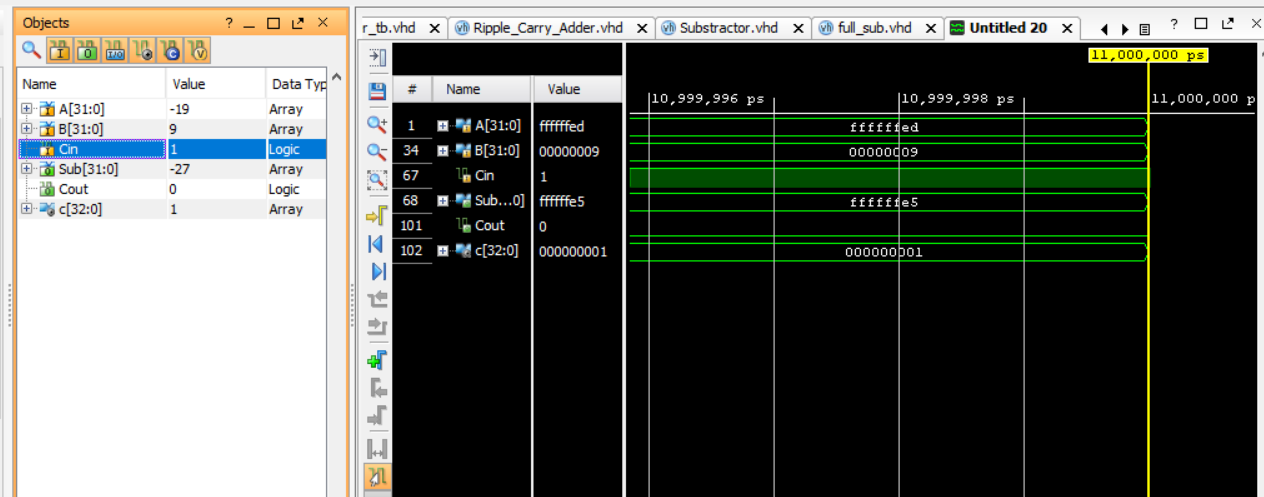 Objects ? _ □ ×
Name Value Data Typ
A[31:0] -19 Array
B[31:0] 9 Array
Cin 1 Logic
Sub[31:0] -27 Array
Cout 0 Logic
c[32:0] 1 Array
r_tb.vhd × Ripple_Carry_Adder.vhd × Substractor.vhd × full_sub.vhd × Untitled 20 × ? □ ×
11,000,000 ps
# Name Value
10,999,996 ps 10,999,998 ps 11,000,000 p
1 A[31:0] ffffffed ffffffed
34 B[31:0] 00000009 00000009
67 Cin 1
68 Sub...0] ffffffe5 ffffffe5
101 Cout 0
102 c[32:0] 000000001 000000001